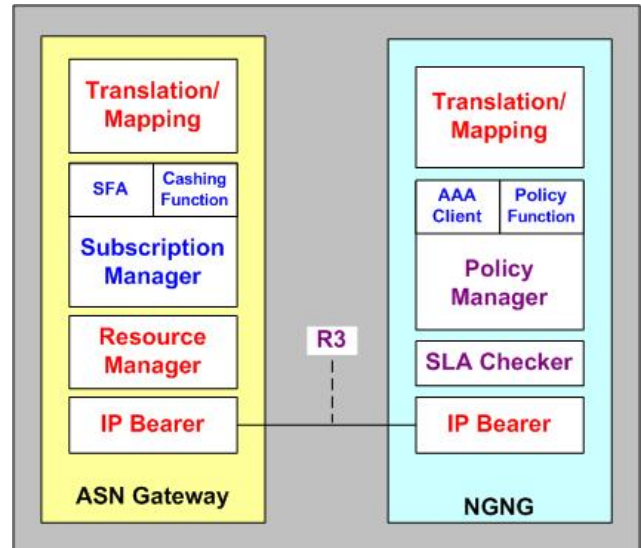 Translation/
Mapping
SFA
Cashing
Function
Subscription
Manager
Resource
Manager
IP Bearer
ASN Gateway
R3
Translation/
Mapping
AAA
Client
Policy
Function
Policy
Manager
SLA Checker
IP Bearer
NGNG